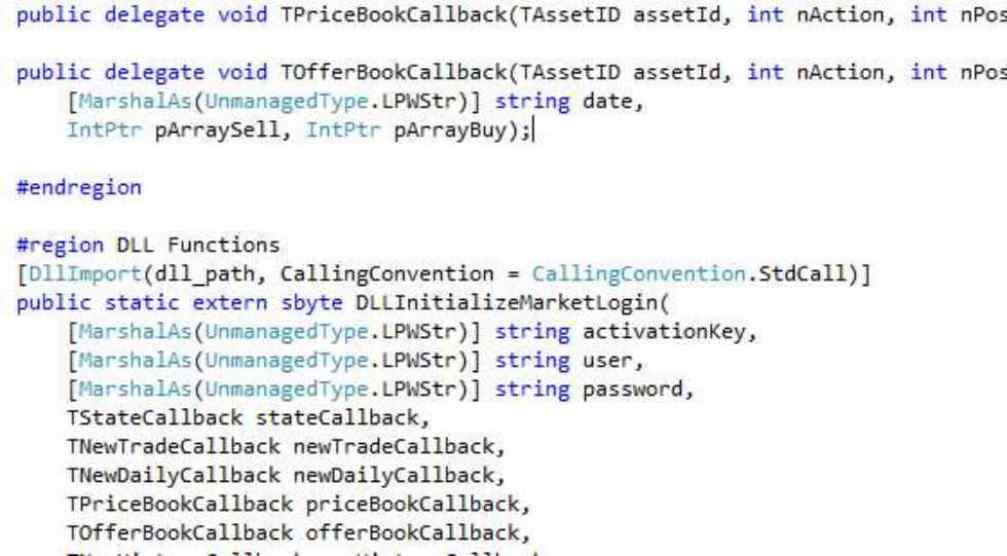 public delegate void TPriceBookCallback(TAssetID assetId, int nAction, int
public delegate void TOfferBookCallback(TAssetID assetId, int nAction, int
[MarshalAs(UnmanagedType.LPWStr)] string date,
IntPtr pArraySell, IntPtr pArrayBuy);
#endregion
#region DLL Functions
[DllImport(dll_path, CallingConvention = CallingConvention.StdCall)]
public static extern sbyte DLLInitializeMarketLogin(
[MarshalAs(UnmanagedType.LPWStr)] string activationKey,
[MarshalAs(UnmanagedType.LPWStr)] string user,
[MarshalAs(UnmanagedType.LPWStr)] string password,
TStateCallback stateCallback,
TNewTradeCallback newTradeCallback,
TNewDailyCallback newDailyCallback,
TPriceBookCallback priceBookCallback,
TOfferBookCallback offerBookCallback,